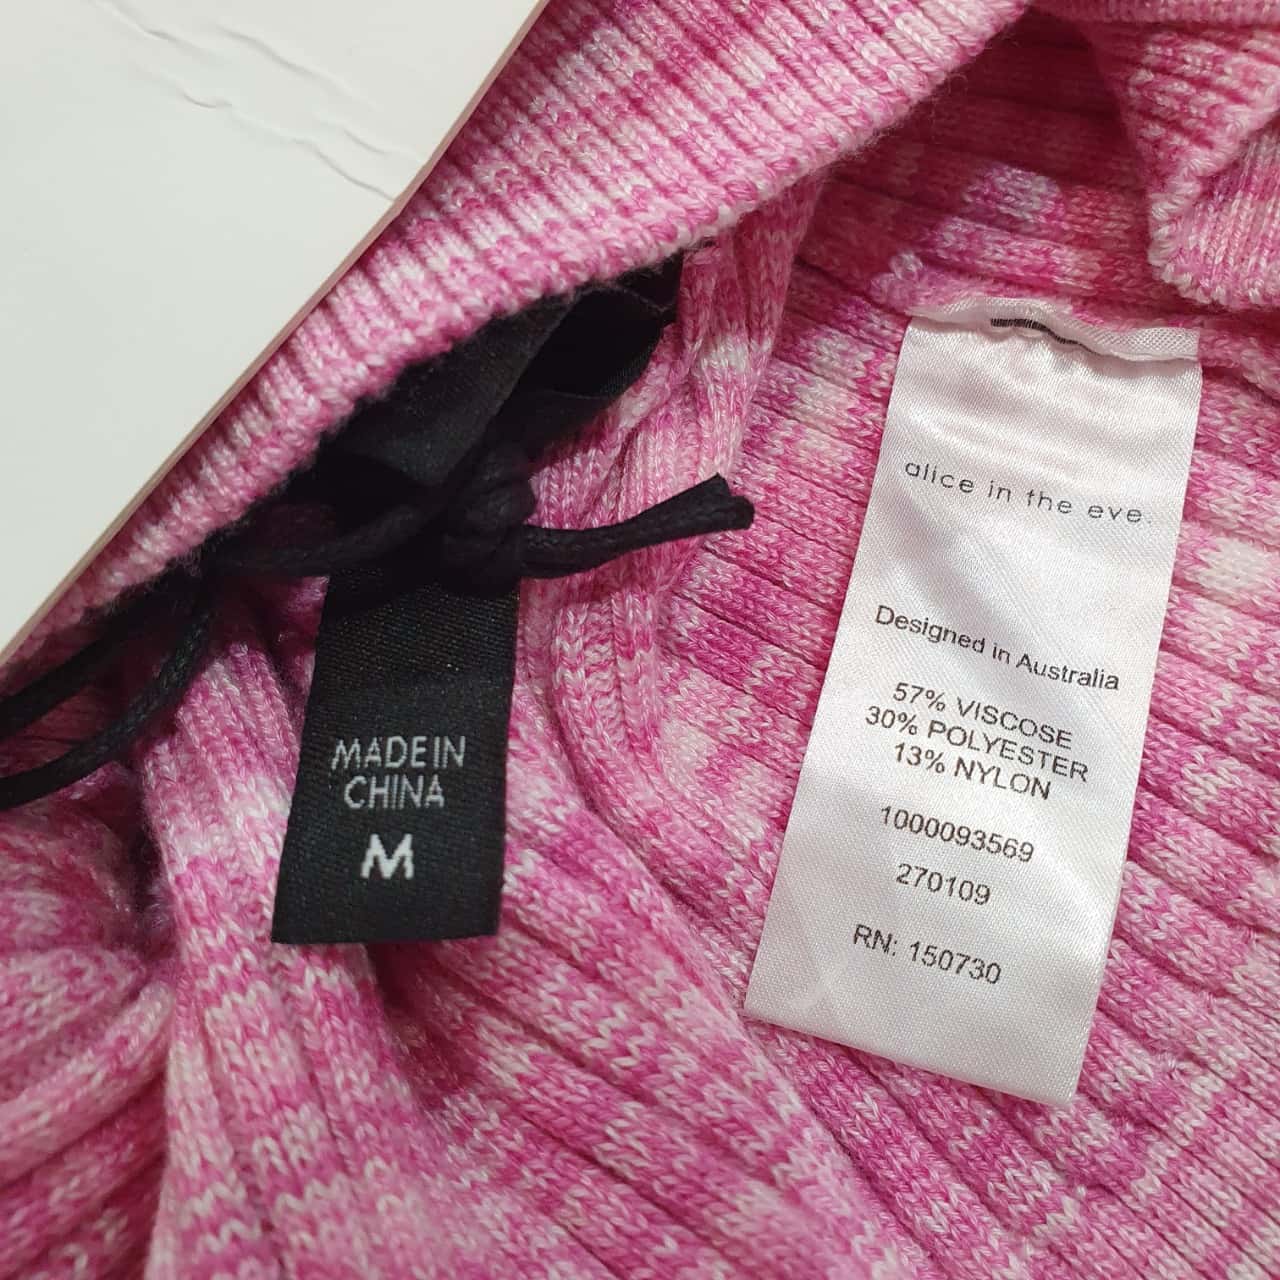 MADE IN
CHINA
M
alice in the eve.
Designed in Australia
57% VISCOSE
30% POLYESTER
13% NYLON
1000093569
270109
RN: 150730